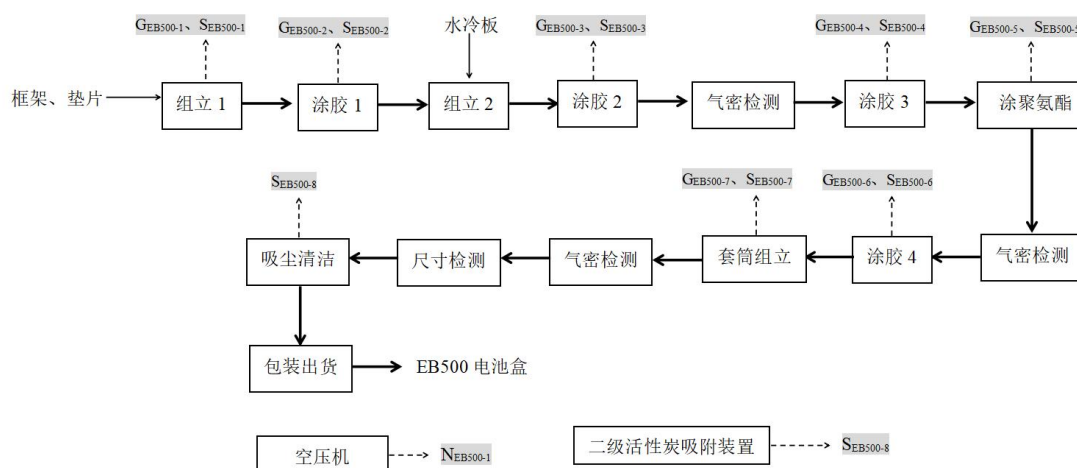 GEB500-1、SEB500-1
GEB500-2、SEB500-2
水冷板
GEB500-3、SEB500-3
GEB500-4、SEB500-4
GEB500-5、SEB500-5
框架、垫片
组立 1
涂胶 1
组立 2
涂胶 2
气密检测
涂胶 3
涂聚氨酯
SEB500-8
GEB500-7、SEB500-7
GEB500-6、SEB500-6
吸尘清洁
尺寸检测
气密检测
套筒组立
涂胶 4
气密检测
包装出货
EB500 电池盒
空压机
NEB500-1
二级活性炭吸附装置
SEB500-8